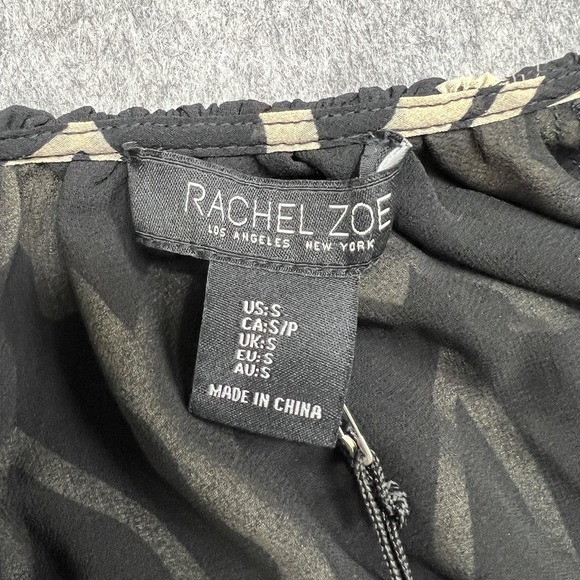 RACHEL ZOE
LOS ANGELES NEW YORK
US:S
CA:S/P
UK:S
EU:S
AU:S
MADE IN CHINA